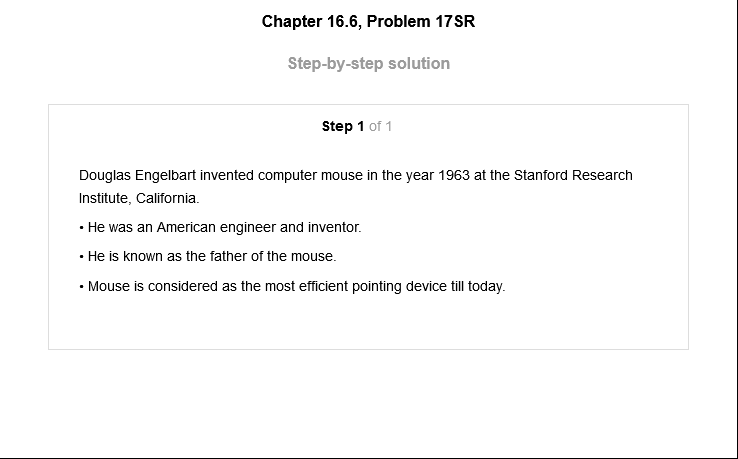 Chapter 16.6, Problem 17SR
Step-by-step solution
Step 1 of 1
Douglas Engelbart invented computer mouse in the year 1963 at the Stanford Research
Institute, California.
• He was an American engineer and inventor.
• He is known as the father of the mouse.
• Mouse is considered as the most efficient pointing device till today.